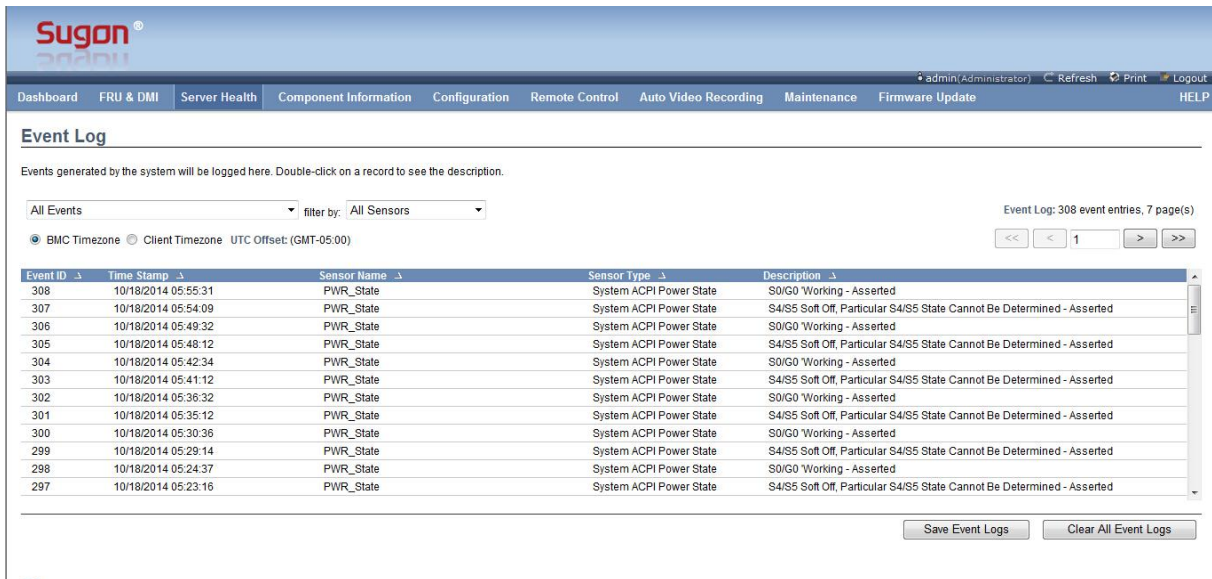 Sugon®
admin(Administrator) Refresh Print Logout
Dashboard FRU & DMI Server Health Component Information Configuration Remote Control Auto Video Recording Maintenance Firmware Update HELP
Event Log
Events generated by the system will be logged here. Double-click on a record to see the description.
All Events filter by: All Sensors Event Log: 308 event entries, 7 page(s)
BMC Timezone Client Timezone UTC Offset: (GMT-05:00) << < 1 > >>
Event ID Time Stamp Sensor Name Sensor Type Description
308 10/18/2014 05:55:31 PWR_State System ACPI Power State S0/G0 'Working - Asserted
307 10/18/2014 05:54:09 PWR_State System ACPI Power State S4/S5 Soft Off, Particular S4/S5 State Cannot Be Determined - Asserted
306 10/18/2014 05:49:32 PWR_State System ACPI Power State S0/G0 'Working - Asserted
305 10/18/2014 05:48:12 PWR_State System ACPI Power State S4/S5 Soft Off, Particular S4/S5 State Cannot Be Determined - Asserted
304 10/18/2014 05:42:34 PWR_State System ACPI Power State S0/G0 'Working - Asserted
303 10/18/2014 05:41:12 PWR_State System ACPI Power State S4/S5 Soft Off, Particular S4/S5 State Cannot Be Determined - Asserted
302 10/18/2014 05:36:32 PWR_State System ACPI Power State S0/G0 'Working - Asserted
301 10/18/2014 05:35:12 PWR_State System ACPI Power State S4/S5 Soft Off, Particular S4/S5 State Cannot Be Determined - Asserted
300 10/18/2014 05:30:36 PWR_State System ACPI Power State S0/G0 'Working - Asserted
299 10/18/2014 05:29:14 PWR_State System ACPI Power State S4/S5 Soft Off, Particular S4/S5 State Cannot Be Determined - Asserted
298 10/18/2014 05:24:37 PWR_State System ACPI Power State S0/G0 'Working - Asserted
297 10/18/2014 05:23:16 PWR_State System ACPI Power State S4/S5 Soft Off, Particular S4/S5 State Cannot Be Determined - Asserted
Save Event Logs Clear All Event Logs